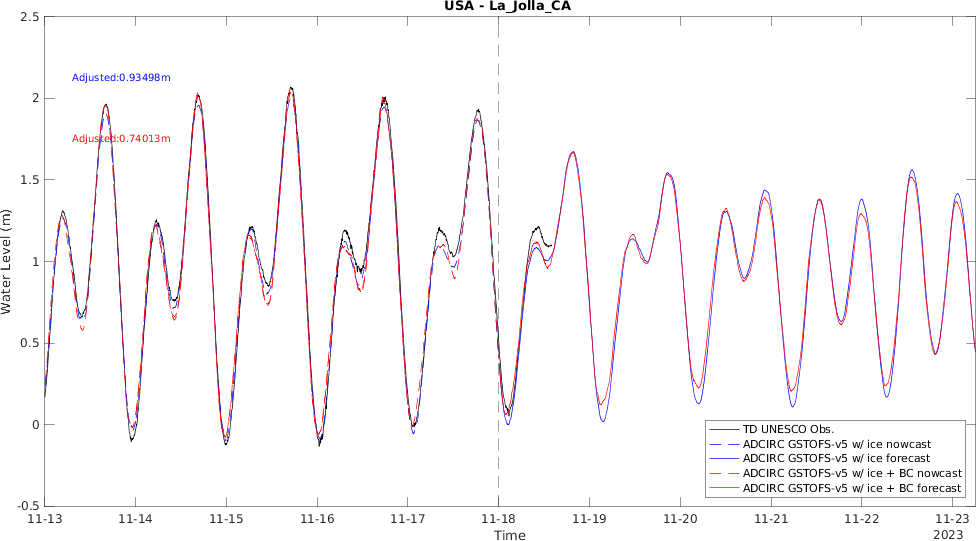 USA - La_Jolla_CA
2.5
2
1.5
1
0.5
0
-0.5
Water Level (m)
Adjusted:0.93498m
Adjusted:0.74013m
TD UNESCO Obs.
ADCIRC GSTOFS-v5 w/ ice nowcast
ADCIRC GSTOFS-v5 w/ ice forecast
ADCIRC GSTOFS-v5 w/ ice + BC nowcast
ADCIRC GSTOFS-v5 w/ ice + BC forecast
11-13 11-14 11-15 11-16 11-17 11-18 11-19 11-20 11-21 11-22 11-23
Time
2023